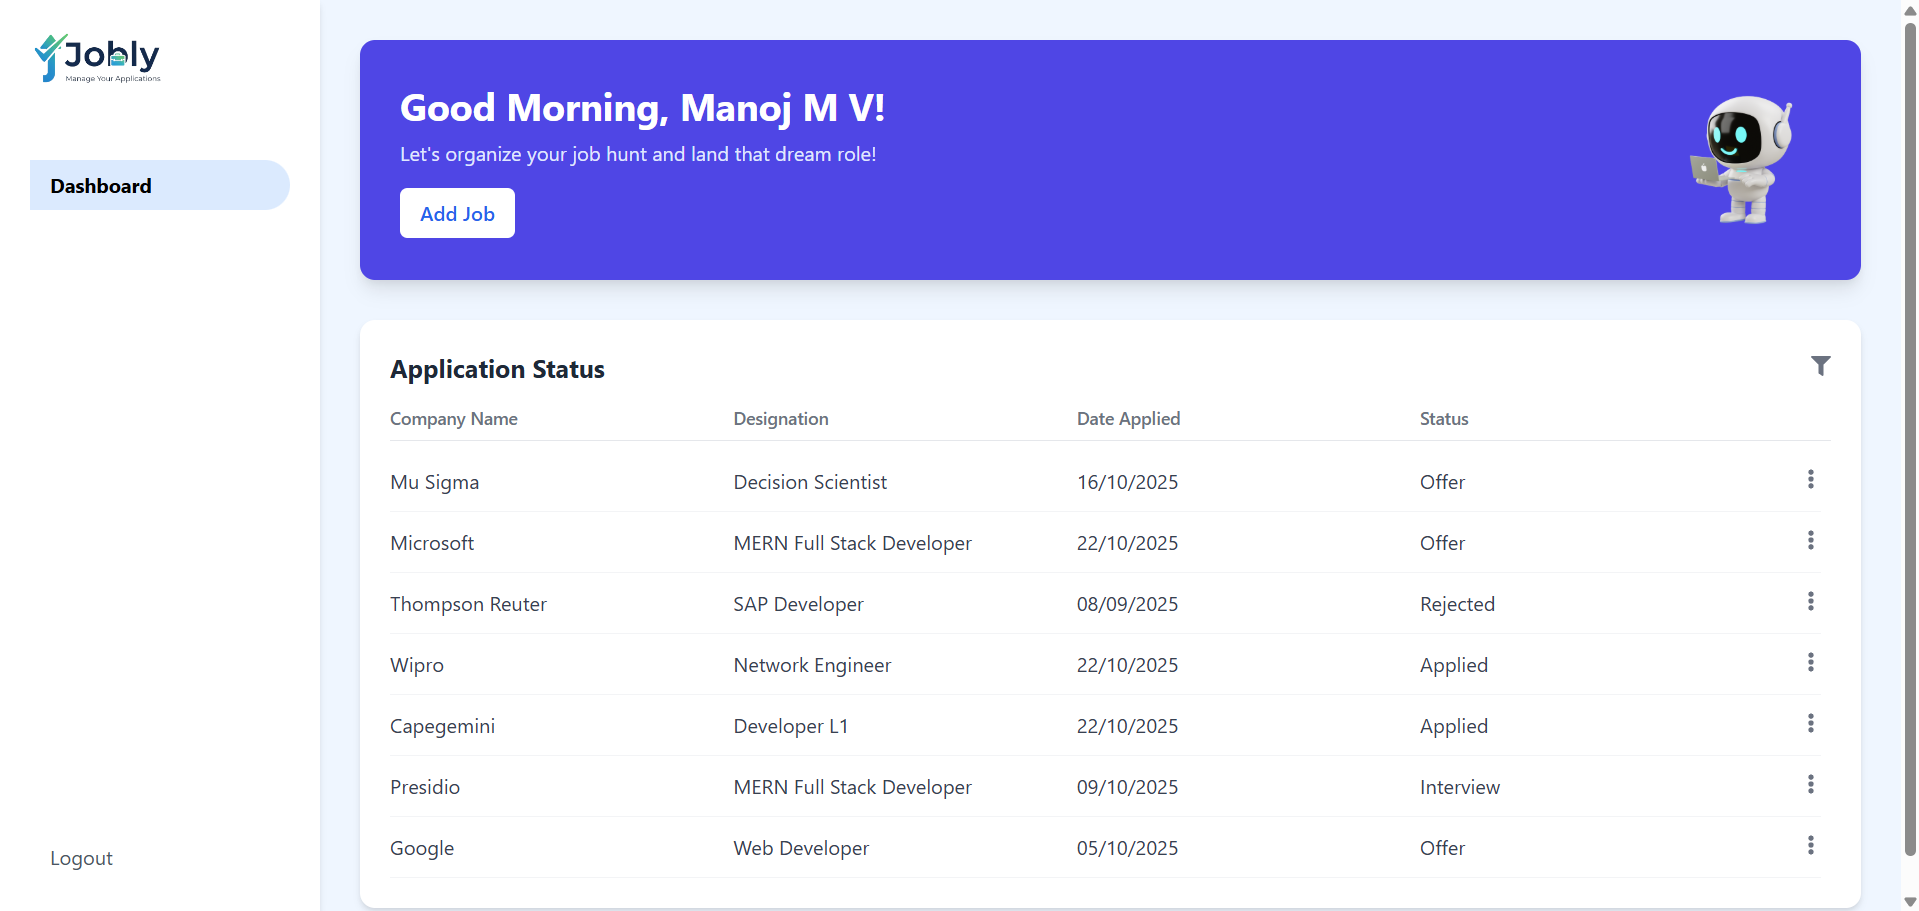 Jobly
Manage Your Applications
Dashboard
Good Morning, Manoj M V!
Let's organize your job hunt and land that dream role!
Add Job
Application Status
Company Name Designation Date Applied Status
Mu Sigma Decision Scientist 16/10/2025 Offer
Microsoft MERN Full Stack Developer 22/10/2025 Offer
Thompson Reuter SAP Developer 08/09/2025 Rejected
Wipro Network Engineer 22/10/2025 Applied
Capegemini Developer L1 22/10/2025 Applied
Presidio MERN Full Stack Developer 09/10/2025 Interview
Google Web Developer 05/10/2025 Offer
Logout